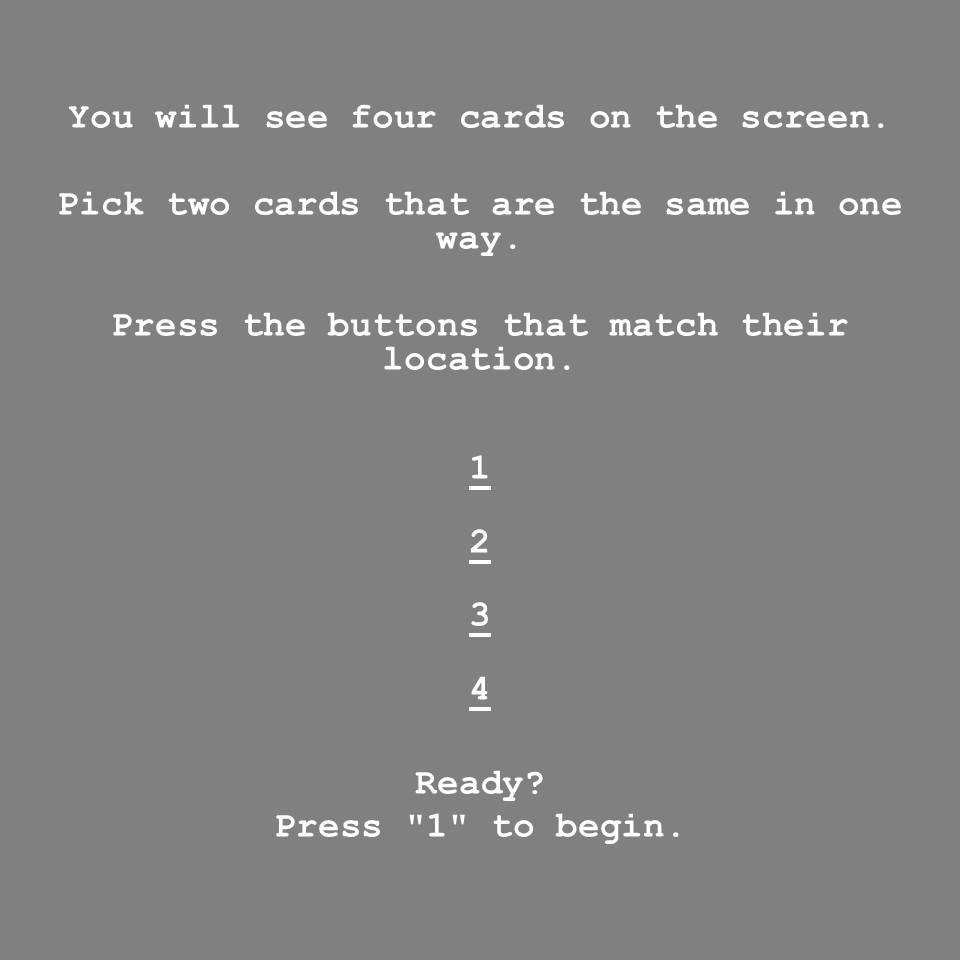 You will see four cards on the screen.
Pick two cards that are the same in one
way.
Press the buttons that match their
location.
1
2
3
4
Ready?
Press "1" to begin.